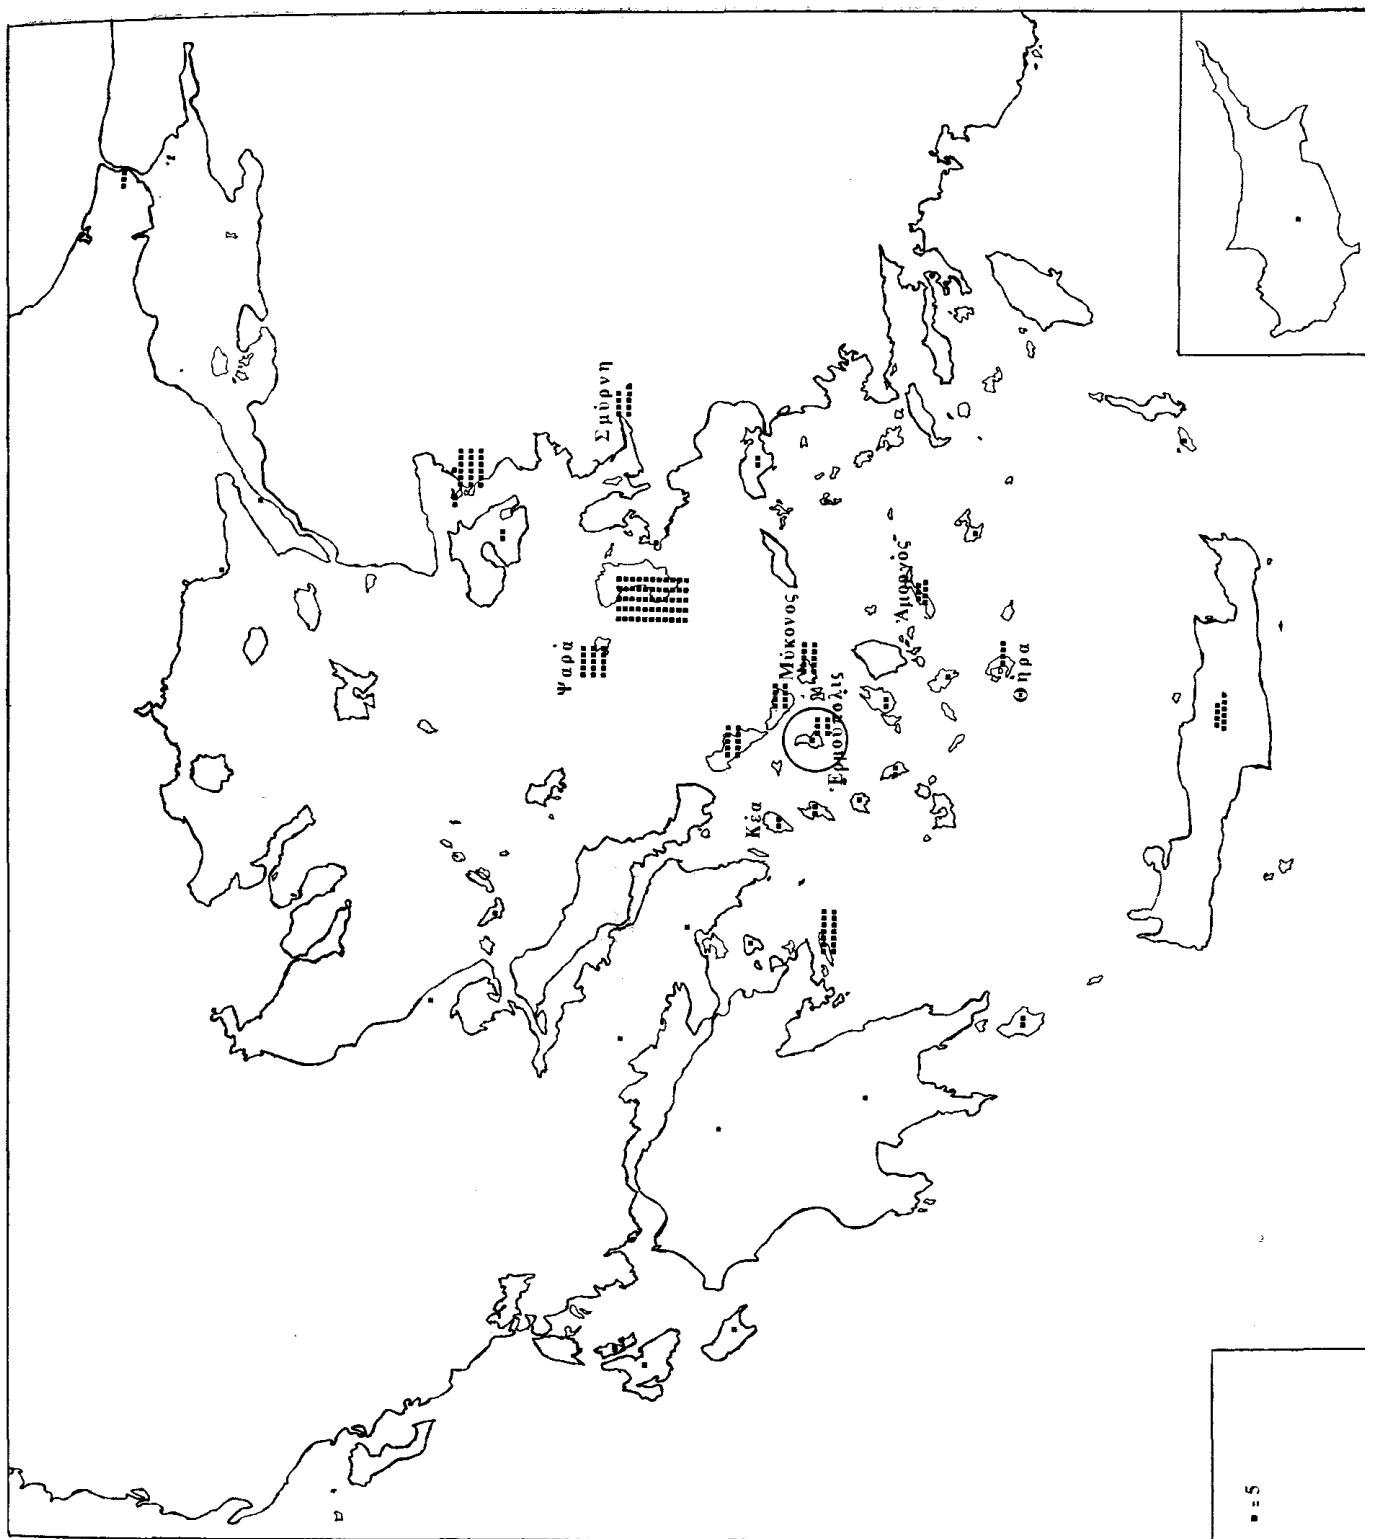 Σμύρνη
Ψαρά
Μύκονος
Ἀμοργός
Ἑρμούπολις
Θήρα
Κέα
α
▪ = 5